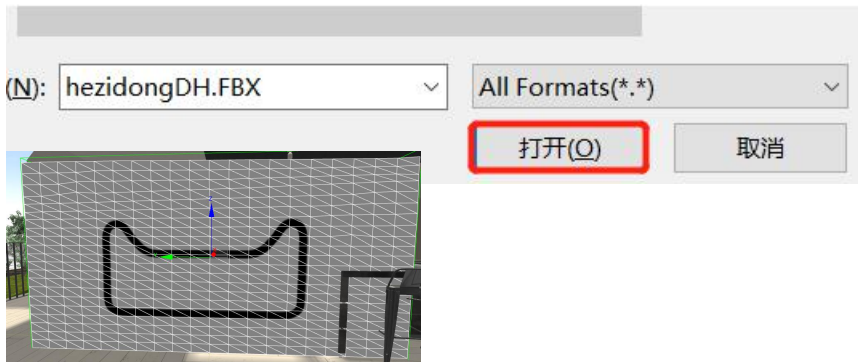 (N): hezidongDH.FBX All Formats(*.*)
打开(O) 取消